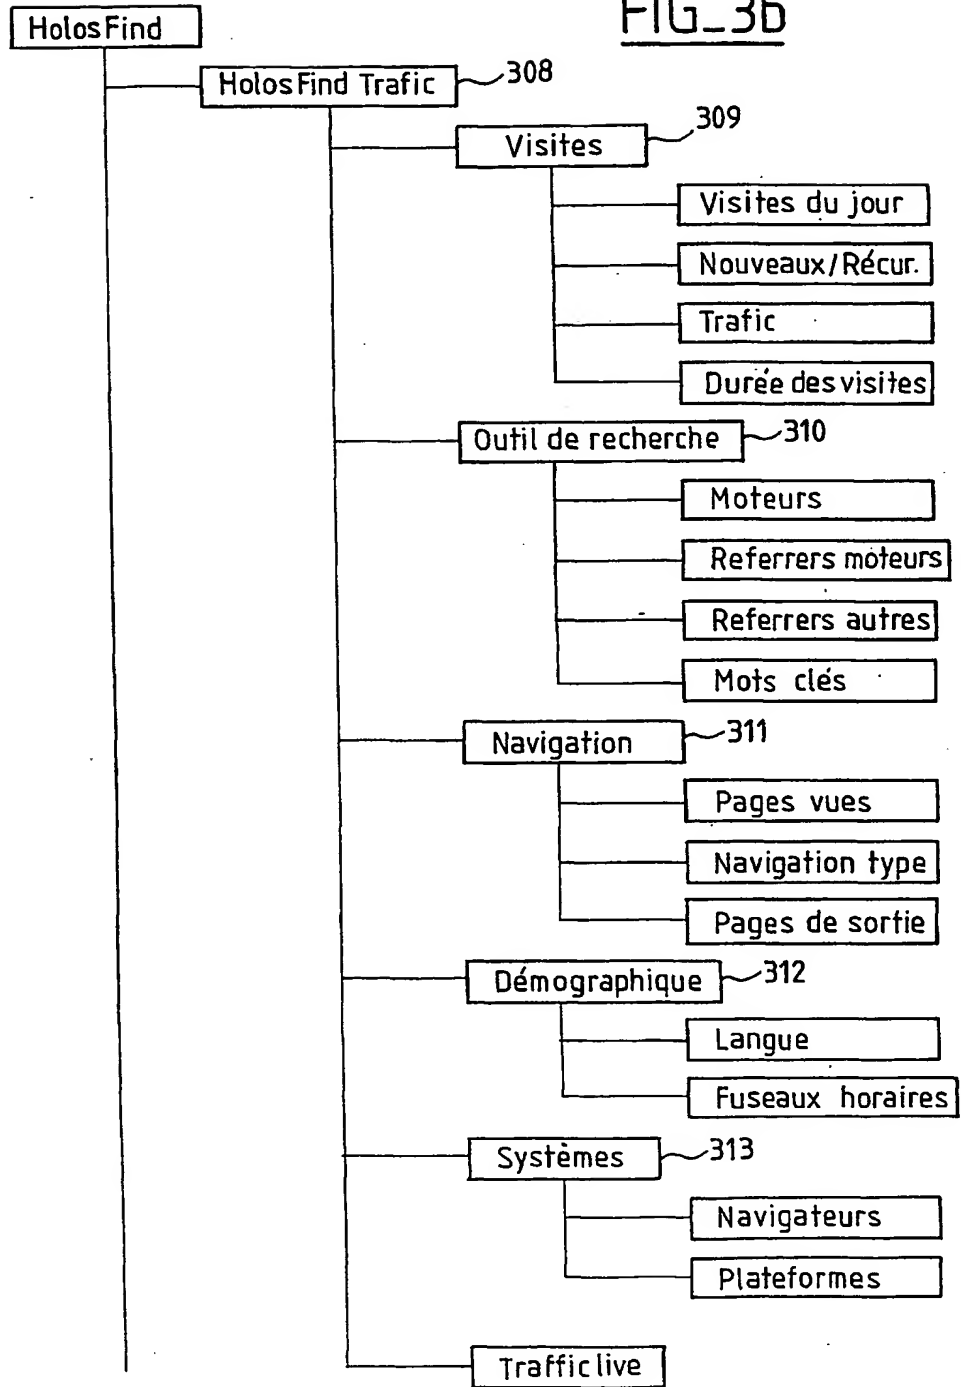 FIG_3b
HolosFind
HolosFind Trafic 308
Visites 309
Visites du jour
Nouveaux/Récur.
Trafic
Durée des visites
Outil de recherche 310
Moteurs
Referrers moteurs
Referrers autres
Mots clés
Navigation 311
Pages vues
Navigation type
Pages de sortie
Démographique 312
Langue
Fuseaux horaires
Systèmes 313
Navigateurs
Plateformes
Traffic live